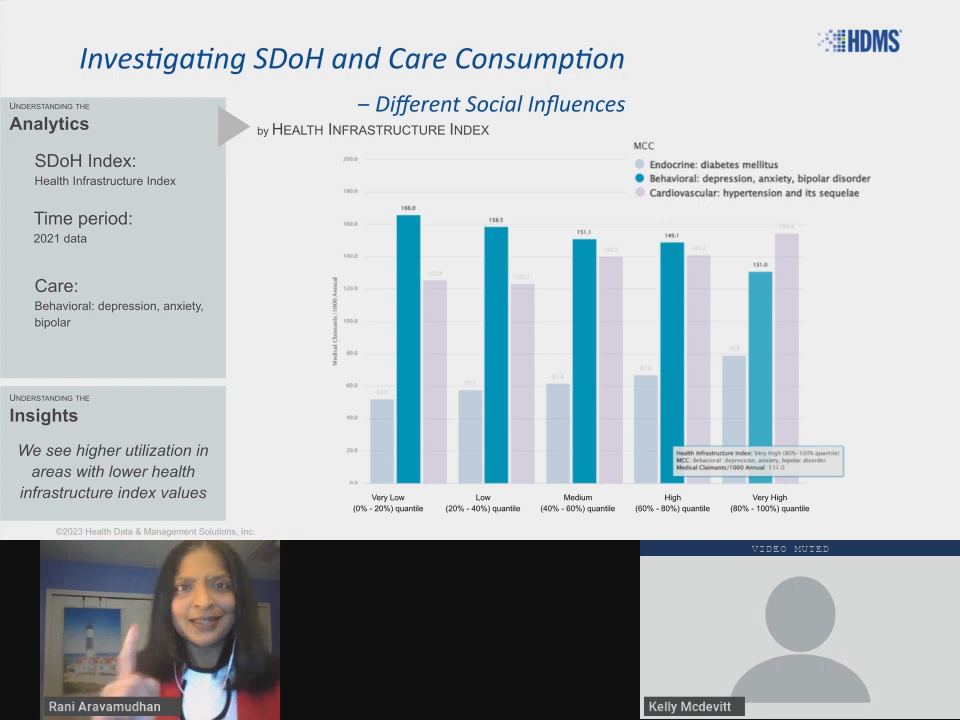 Investigating SDoH and Care Consumption
– Different Social Influences
HDMS
by HEALTH INFRASTRUCTURE INDEX
UNDERSTANDING THE
Analytics
SDoH Index:
Health Infrastructure Index
Time period:
2021 data
Care:
Behavioral: depression, anxiety,
bipolar
UNDERSTANDING THE
Insights
We see higher utilization in
areas with lower health
infrastructure index values
©2023 Health Data & Management Solutions, Inc.
MCC
Endocrine: diabetes mellitus
Behavioral: depression, anxiety, bipolar disorder
Cardiovascular: hypertension and its sequelae
Medical Claimants/1000 Annual
200.0
180.0
160.0
140.0
120.0
100.0
80.0
60.0
40.0
20.0
0.0
166.0
158.5
151.1
149.1
131.0
Health Infrastructure Index: Very High (80%-100% quantile)
MCC: Behavioral: depression, anxiety, bipolar disorder
Medical Claimants/1000 Annual: 131.0
Very Low
(0% - 20%) quantile
Low
(20% - 40%) quantile
Medium
(40% - 60%) quantile
High
(60% - 80%) quantile
Very High
(80% - 100%) quantile
Rani Aravamudhan
VIDEO MUTED
Kelly Mcdevitt